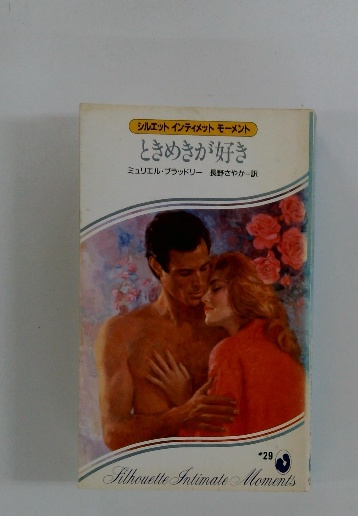 シルエット インティメット モーメント
ときめきが好き
ミュリエル・ブラッドリー 長野さやか=訳
*29
Silhouette Intimate Moments